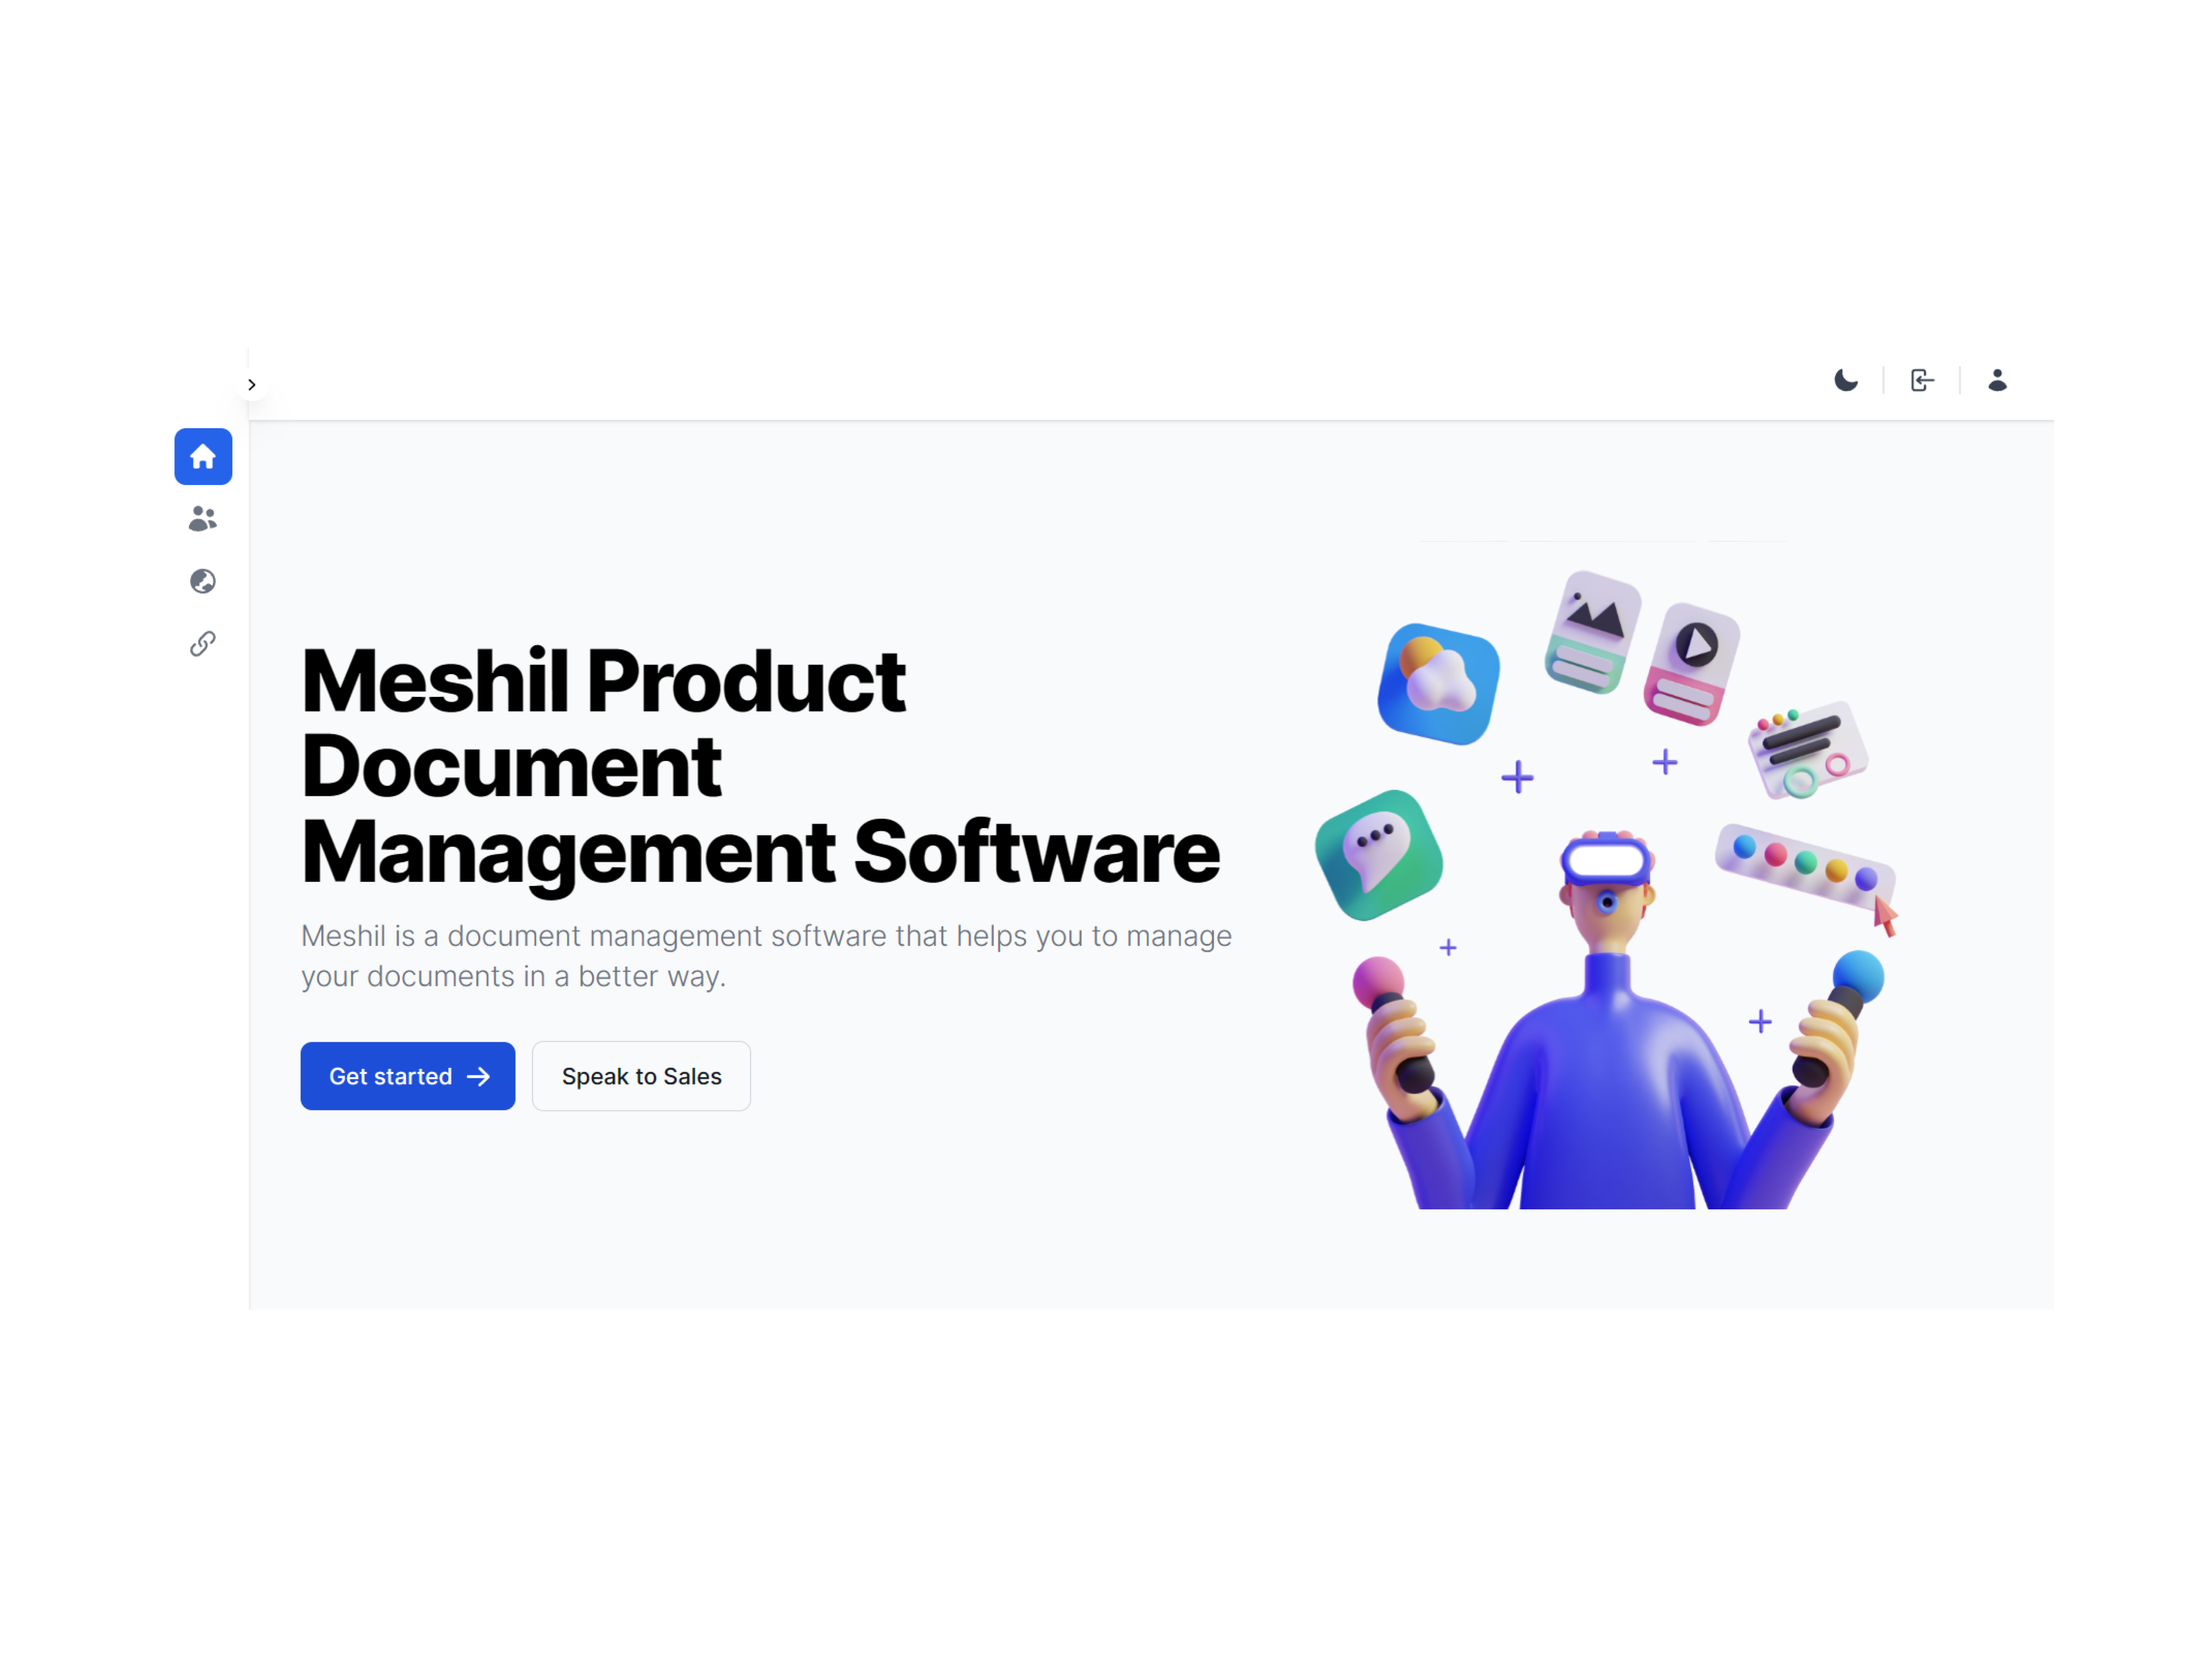 Meshil Product
Document
Management Software
Meshil is a document management software that helps you to manage
your documents in a better way.
Get started
Speak to Sales